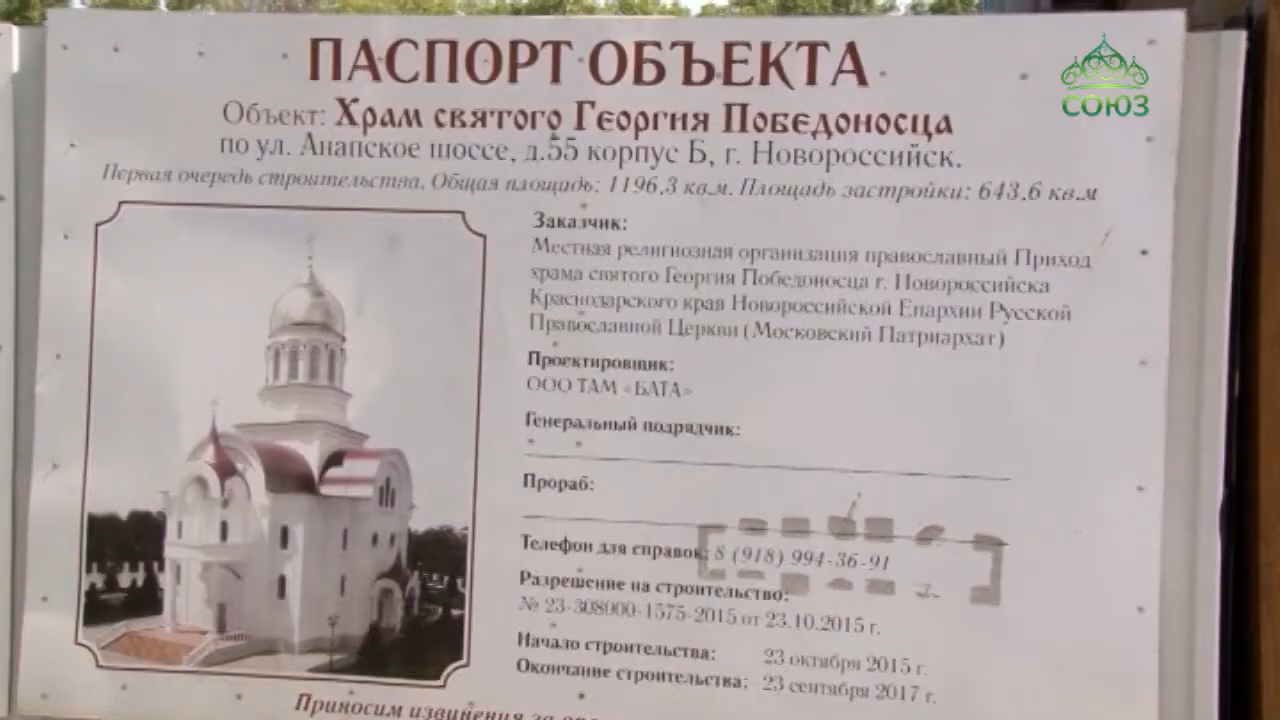 ПАСПОРТ ОБЪЕКТА
СОЮЗ
Объект: Храм святого Георгия Победоносца
по ул. Анапское шоссе, д.55 корпус Б, г. Новороссийск.
Первая очередь строительства. Общая площадь: 1196,3 кв.м. Площадь застройки: 643,6 кв.м
Заказчик:
Местная религиозная организация православный Приход
храма святого Георгия Победоносца г. Новороссийска
Краснодарского края Новороссийской Епархии Русской
Православной Церкви (Московский Патриархат)
Проектировщик:
ООО ТАМ «БАТА»
Генеральный подрядчик:
Прораб:
Телефон для справок: 8 (918) 994-36-91
Разрешение на строительство:
№ 23-308000-1575-2015 от 23.10.2015 г.
Начало строительства: 23 октября 2015 г.
Окончание строительства: 23 сентября 2017 г.
Приносим извинения за